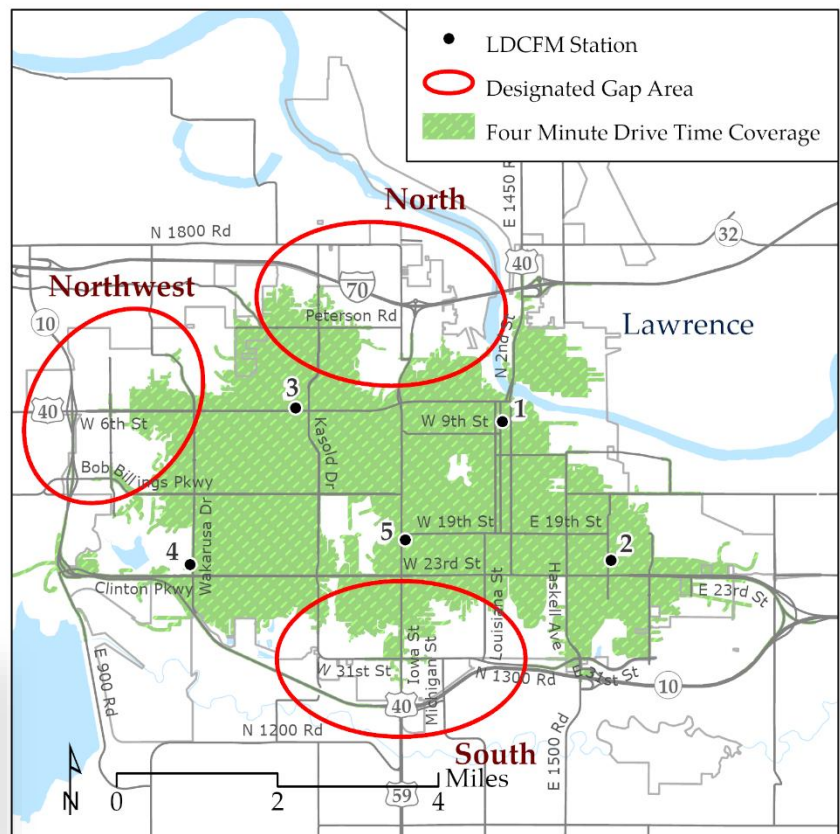 LDCFM Station
Designated Gap Area
Four Minute Drive Time Coverage
E 1450 Rd
North
N 1800 Rd
40
32
70
Northwest
Peterson Rd
10
N 2nd St
Lawrence
3
40
W 6th St
Kasold Dr
W 9th St
1
Bob Billings Pkwy
Wakarusa Dr
5
W 19th St
E 19th St
4
W 23rd St
2
Clinton Pkwy
Louisiana St
Haskell Ave
E 23rd St
E 900 Rd
W 31st St
Iowa St
Michigan St
N 1300 Rd
E 31st St
10
40
N 1200 Rd
South
E 1500 Rd
N
Miles
0
2
4
59